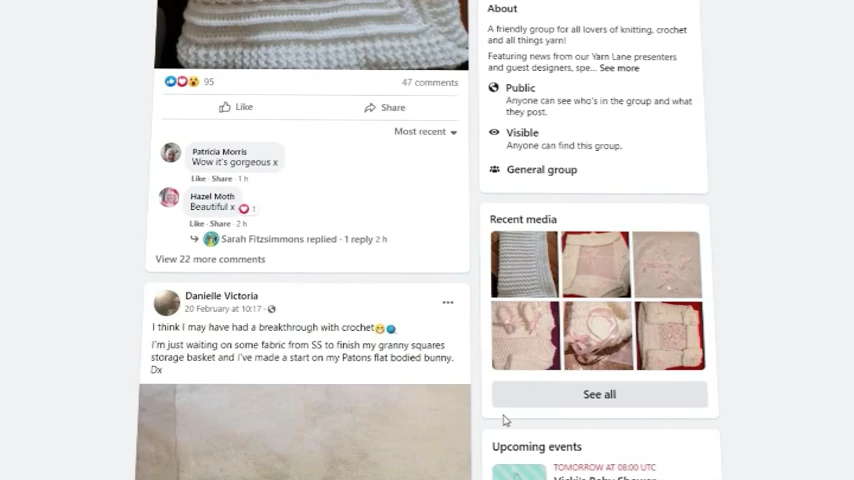 95
47 comments
Like
Share
Most recent
Patricia Morris
Wow it's gorgeous x
Like · Share · 1 h
Hazel Moth
Beautiful x
1
Like · Share · 2 h
Sarah Fitzsimmons replied · 1 reply 2 h
View 22 more comments
Danielle Victoria
20 February at 10:17 ·
I think I may have had a breakthrough with crochet
I'm just waiting on some fabric from SS to finish my granny squares
storage basket and I've made a start on my Patons flat bodied bunny.
Dx
About
A friendly group for all lovers of knitting, crochet
and all things yarn!
Featuring news from our Yarn Lane presenters
and guest designers, spe... See more
Public
Anyone can see who's in the group and what
they post.
Visible
Anyone can find this group.
General group
Recent media
See all
Upcoming events
TOMORROW AT 08:00 UTC
Vicki's Baby Shower